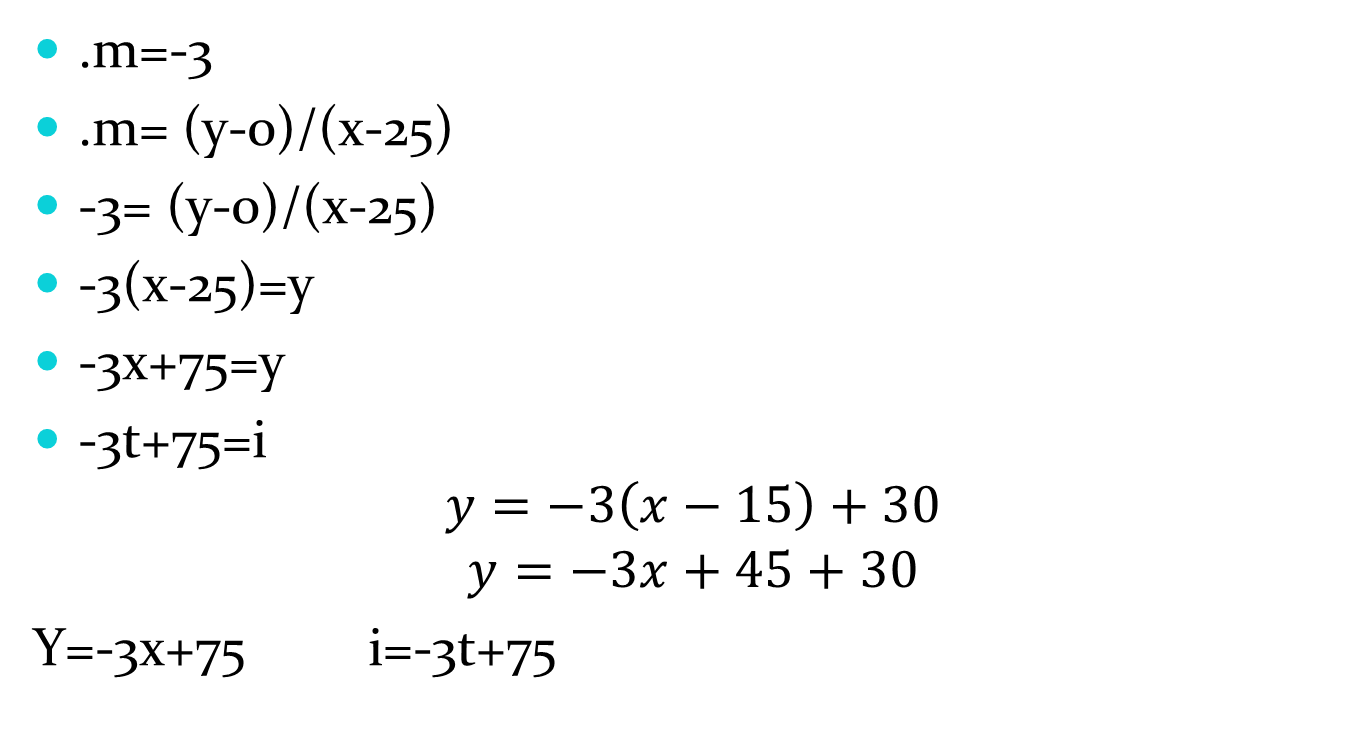 .m=-3
.m= (y-0)/(x-25)
-3= (y-0)/(x-25)
-3(x-25)=y
-3x+75=y
-3t+75=i
y = −3(x − 15) + 30
y = −3x + 45 + 30
Y=-3x+75 i=-3t+75